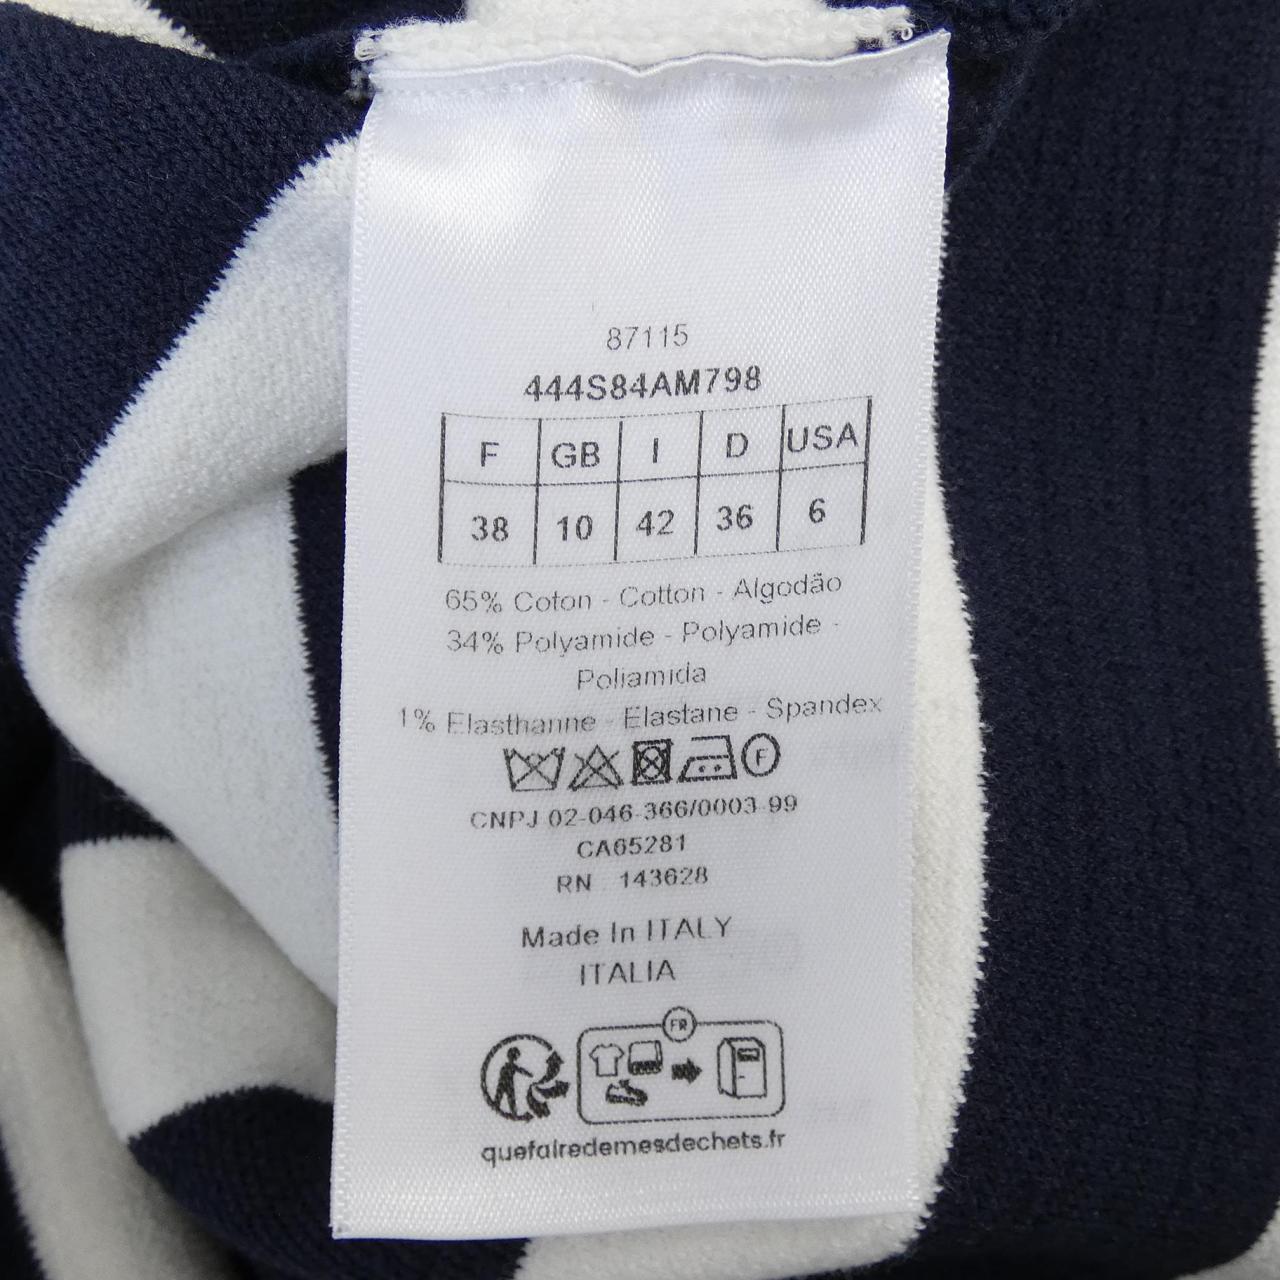 87115
444S84AM798
F GB I D USA
38 10 42 36 6
65% Coton - Cotton - Algodão
34% Polyamide - Polyamide -
Poliamida
1% Elasthanne - Elastane - Spandex
F
CNPJ 02-046-366/0003-99
CA65281
RN 143628
Made In ITALY
ITALIA
FR
quefairedemesdechets.fr